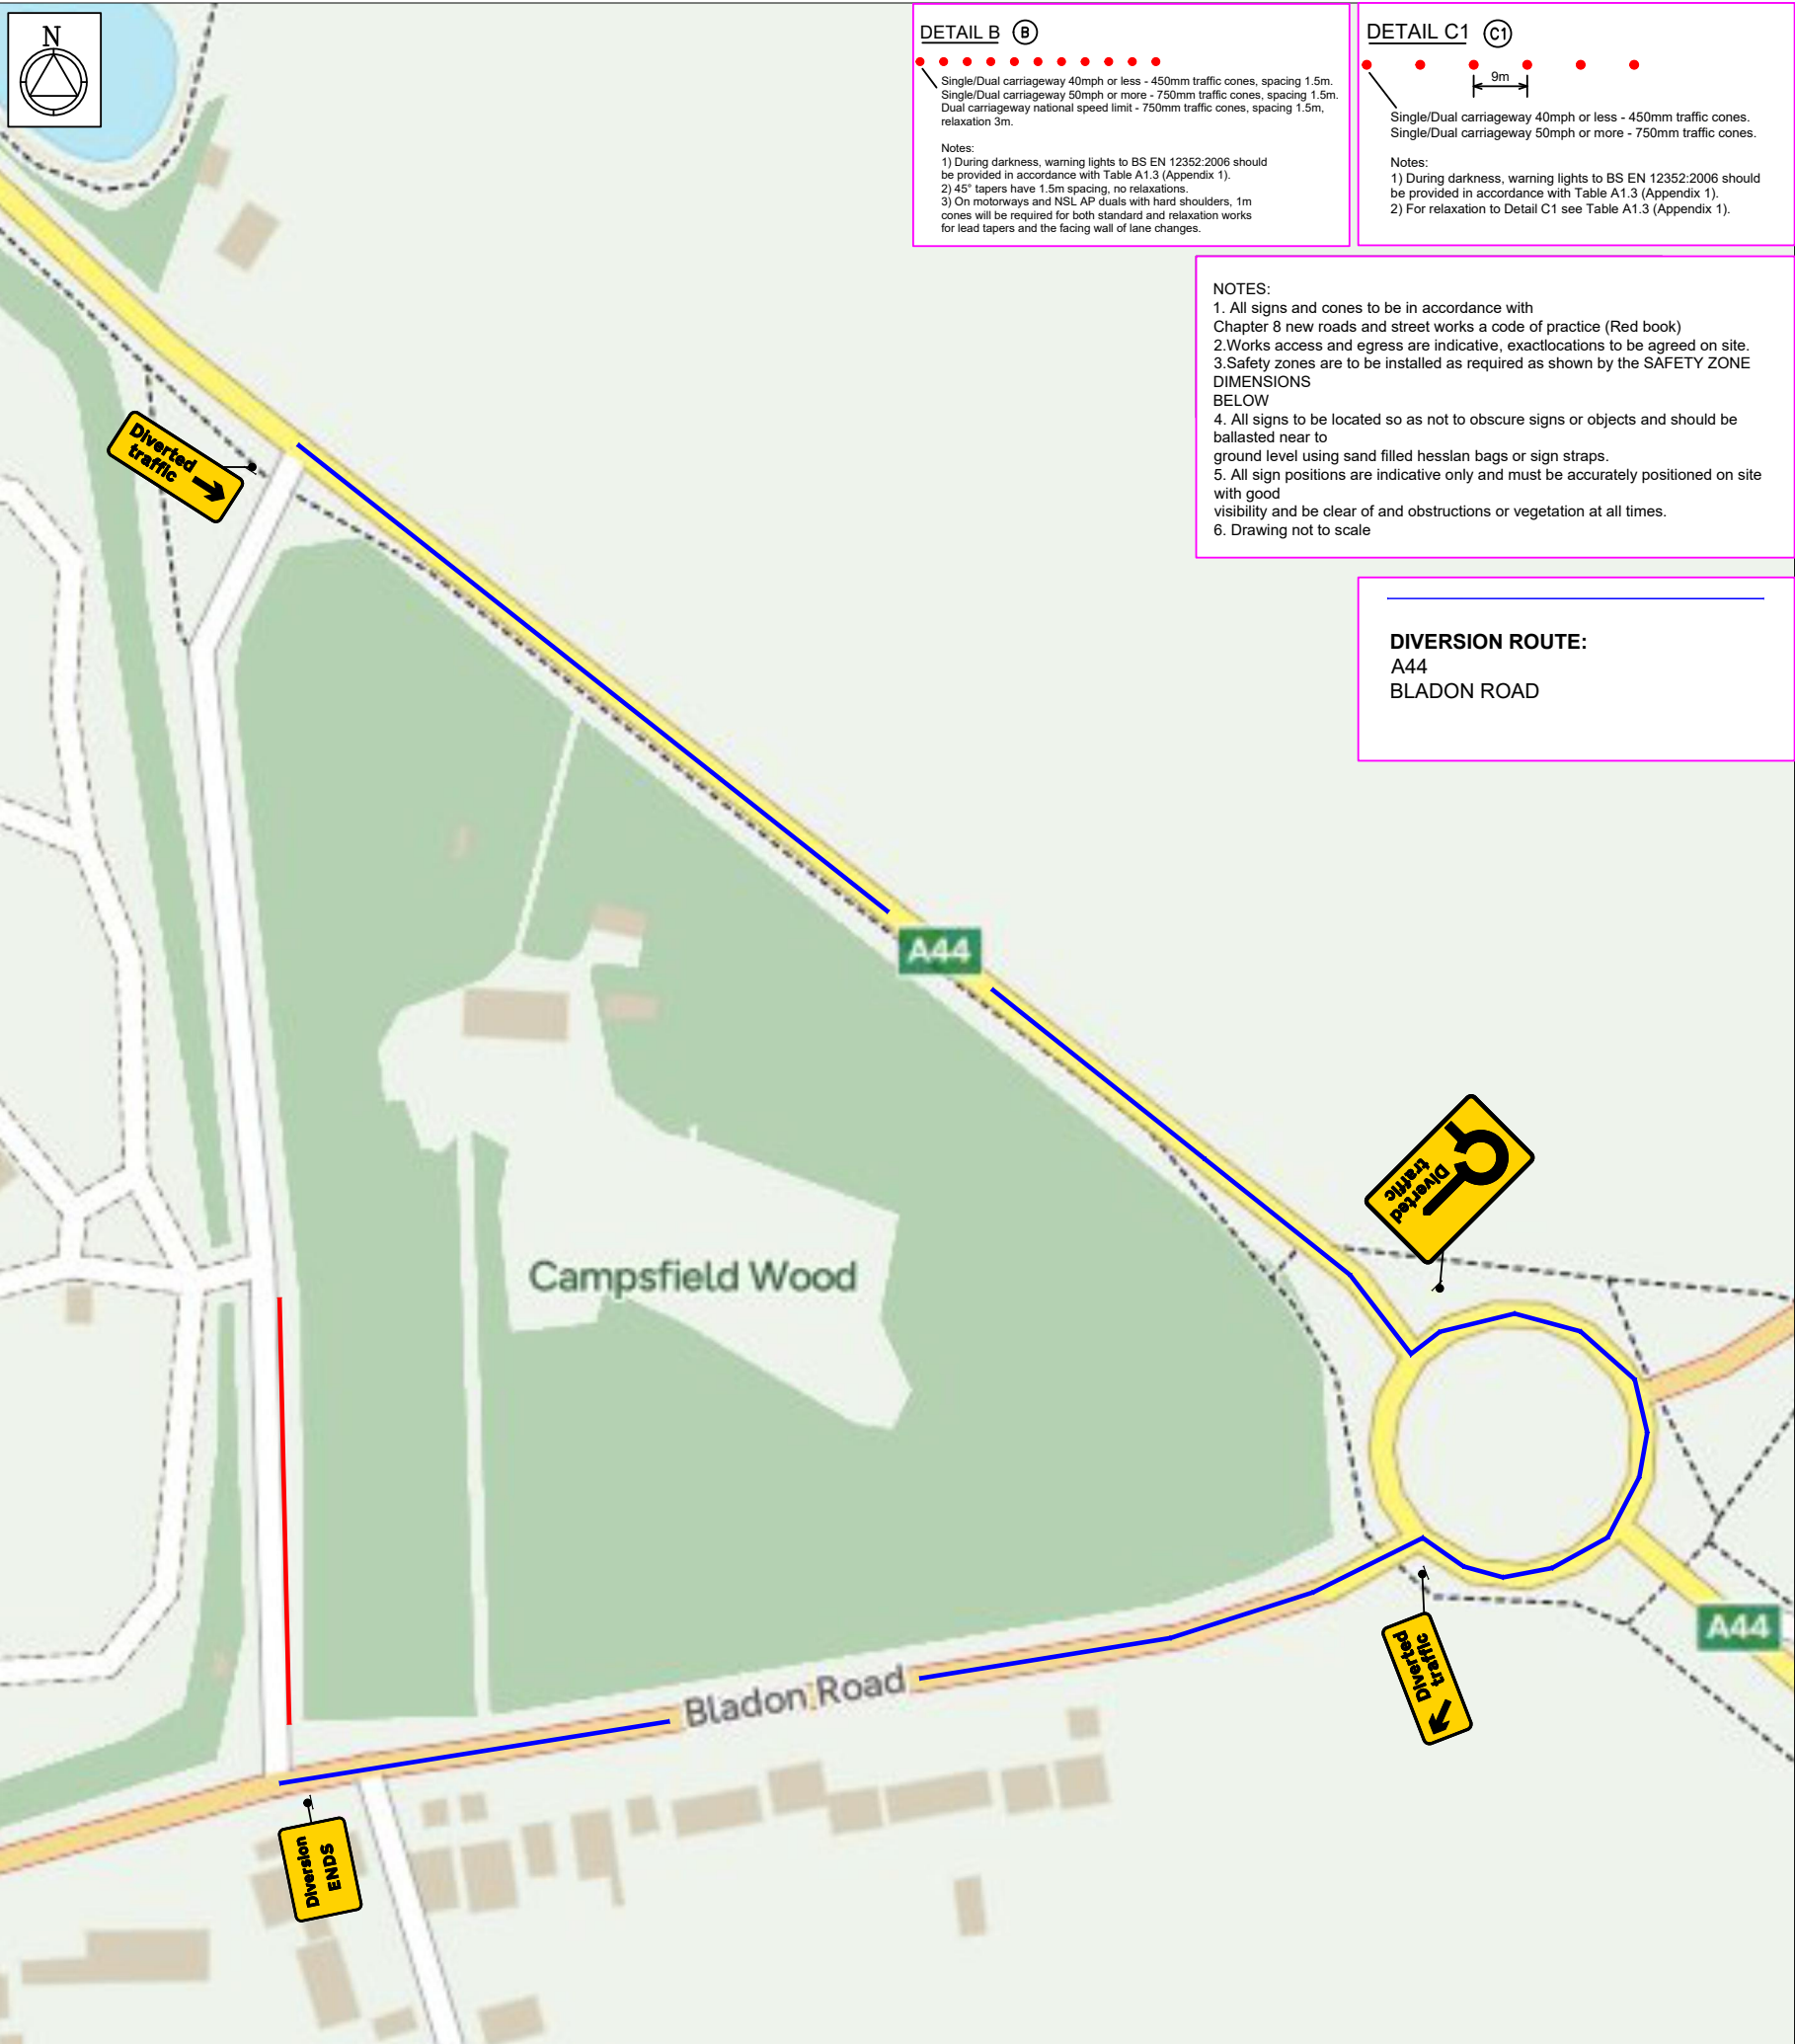 N
DETAIL B B
Single/Dual carriageway 40mph or less - 450mm traffic cones, spacing 1.5m.
Single/Dual carriageway 50mph or more - 750mm traffic cones, spacing 1.5m.
Dual carriageway national speed limit - 750mm traffic cones, spacing 1.5m,
relaxation 3m.
Notes:
1) During darkness, warning lights to BS EN 12352:2006 should
be provided in accordance with Table A1.3 (Appendix 1).
2) 45° tapers have 1.5m spacing, no relaxations.
3) On motorways and NSL AP duals with hard shoulders, 1m
cones will be required for both standard and relaxation works
for lead tapers and the facing wall of lane changes.
DETAIL C1 C1
9m
Single/Dual carriageway 40mph or less - 450mm traffic cones.
Single/Dual carriageway 50mph or more - 750mm traffic cones.
Notes:
1) During darkness, warning lights to BS EN 12352:2006 should
be provided in accordance with Table A1.3 (Appendix 1).
2) For relaxation to Detail C1 see Table A1.3 (Appendix 1).
NOTES:
1. All signs and cones to be in accordance with
Chapter 8 new roads and street works a code of practice (Red book)
2.Works access and egress are indicative, exactlocations to be agreed on site.
3.Safety zones are to be installed as required as shown by the SAFETY ZONE
DIMENSIONS
BELOW
4. All signs to be located so as not to obscure signs or objects and should be
ballasted near to
ground level using sand filled hesslan bags or sign straps.
5. All sign positions are indicative only and must be accurately positioned on site
with good
visibility and be clear of and obstructions or vegetation at all times.
6. Drawing not to scale
DIVERSION ROUTE:
A44
BLADON ROAD
Diverted
traffic
A44
Diverted
traffic
Campsfield Wood
A44
Diverted
traffic
Bladon Road
Diversion
ENDS